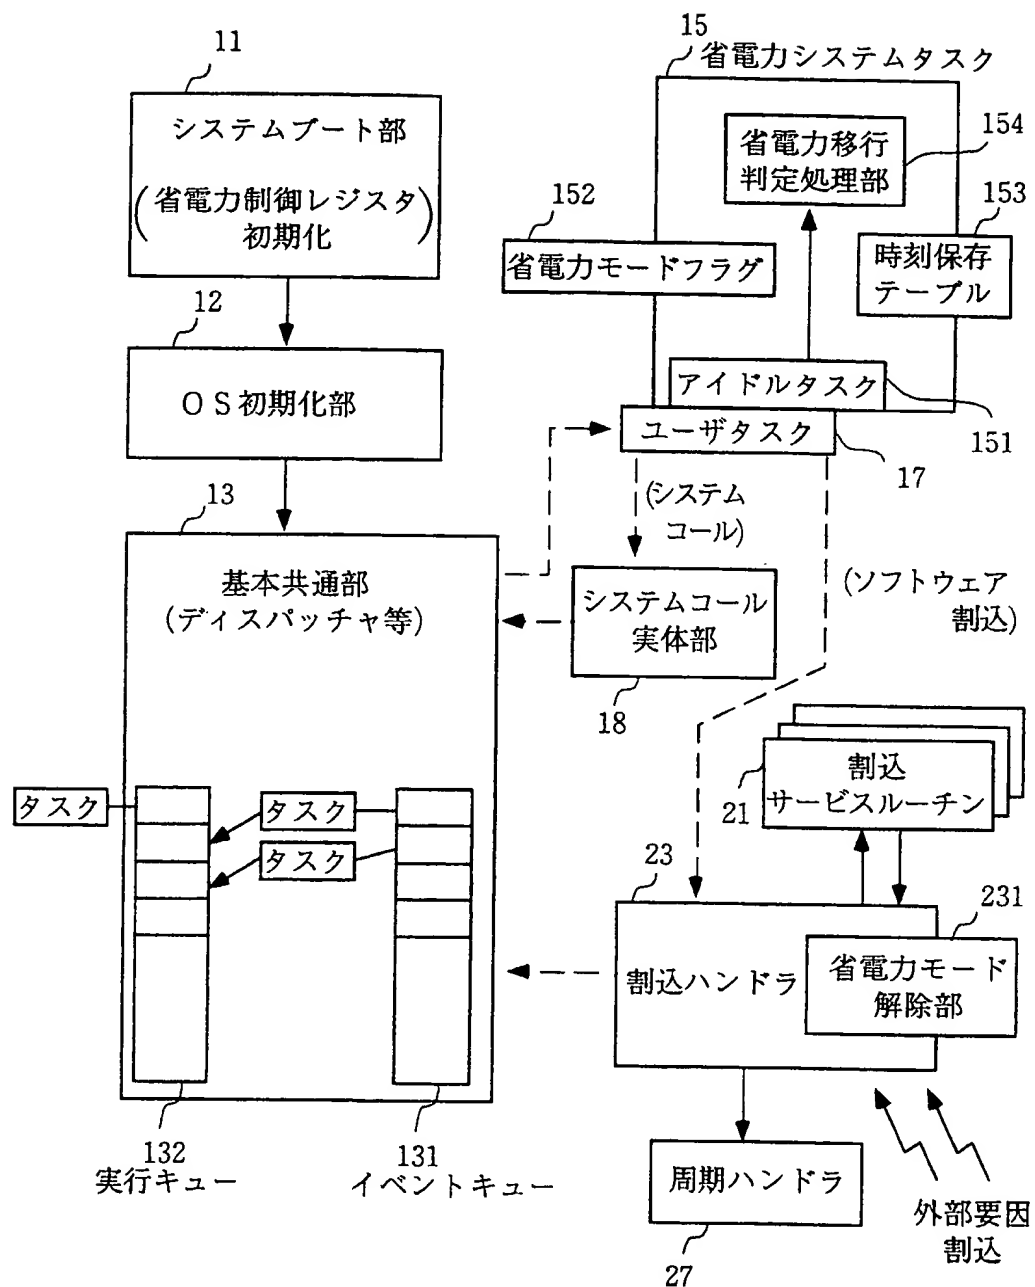 11
システムブート部
(省電力制御レジスタ)
初期化
12
OS初期化部
15
省電力システムタスク
154
省電力移行
判定処理部
152
153
省電力モードフラグ
時刻保存
テーブル
アイドルタスク
151
ユーザタスク
17
(システム
コール)
(ソフトウェア
割込)
13
基本共通部
(ディスパッチャ等)
システムコール
実体部
18
タスク
タスク
タスク
132
実行キュー
131
イベントキュー
21
割込
サービスルーチン
23
231
割込ハンドラ
省電力モード
解除部
周期ハンドラ
27
外部要因
割込